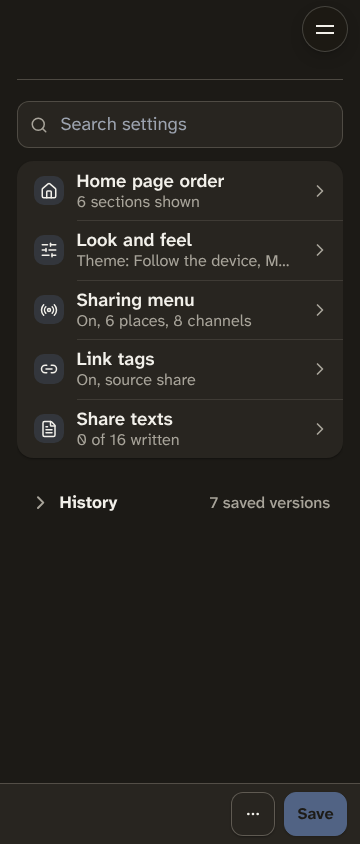 Search settings
Home page order
6 sections shown
Look and feel
Theme: Follow the device, M...
Sharing menu
On, 6 places, 8 channels
Link tags
On, source share
Share texts
0 of 16 written
History
7 saved versions
...
Save